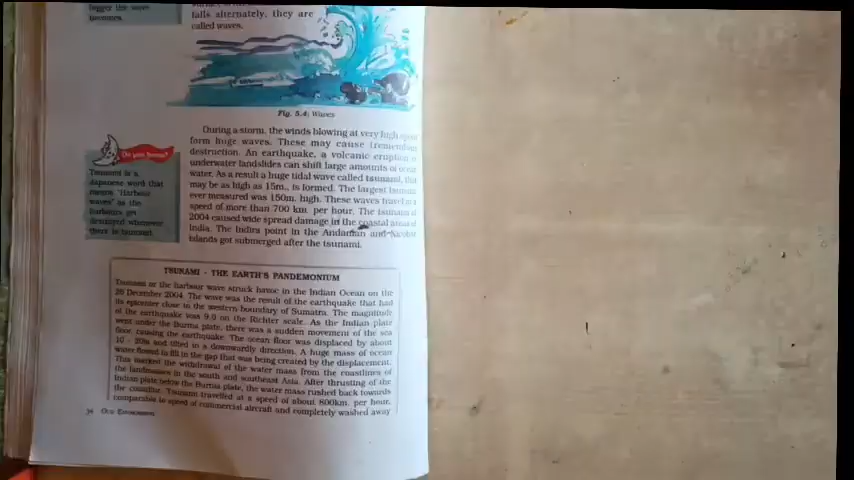 bigger the wave
becomes.
falls alternately, they are
called waves.
Fig. 5.4: Waves
During a storm, the winds blowing at very high speed
form huge waves. These may cause tremendous
destruction. An earthquake, a volcanic eruption or
underwater landslides can shift large amounts of ocean
water. As a result a huge tidal wave called tsunami, that
may be as high as 15m., is formed. The largest tsunami
ever measured was 150m. high. These waves travel at a
speed of more than 700 km. per hour. The tsunami of
2004 caused wide spread damage in the coastal areas of
India. The Indira point in the Andaman and Nicobar
islands got submerged after the tsunami.
Do you know?
Tsunami is a
Japanese word that
means "Harbour
waves" as the
harbours get
destroyed whenever
there is tsunami.
TSUNAMI - THE EARTH'S PANDEMONIUM
Tsunami or the harbour wave struck havoc in the Indian Ocean on the
26 December 2004. The wave was the result of the earthquake that had
its epicenter close to the western boundary of Sumatra. The magnitude
of the earthquake was 9.0 on the Richter scale. As the Indian plate
went under the Burma plate, there was a sudden movement of the sea
floor, causing the earthquake. The ocean floor was displaced by about
10 – 20m and tilted in a downwardly direction. A huge mass of ocean
water flowed to fill in the gap that was being created by the displacement.
This marked the withdrawal of the water mass from the coastlines of
the landmasses in the south and southeast Asia. After thrusting of the
Indian plate below the Burma plate, the water mass rushed back towards
the coastline. Tsunami travelled at a speed of about 800km. per hour,
comparable to speed of commercial aircraft and completely washed away
34 OUR ENVIRONMENT